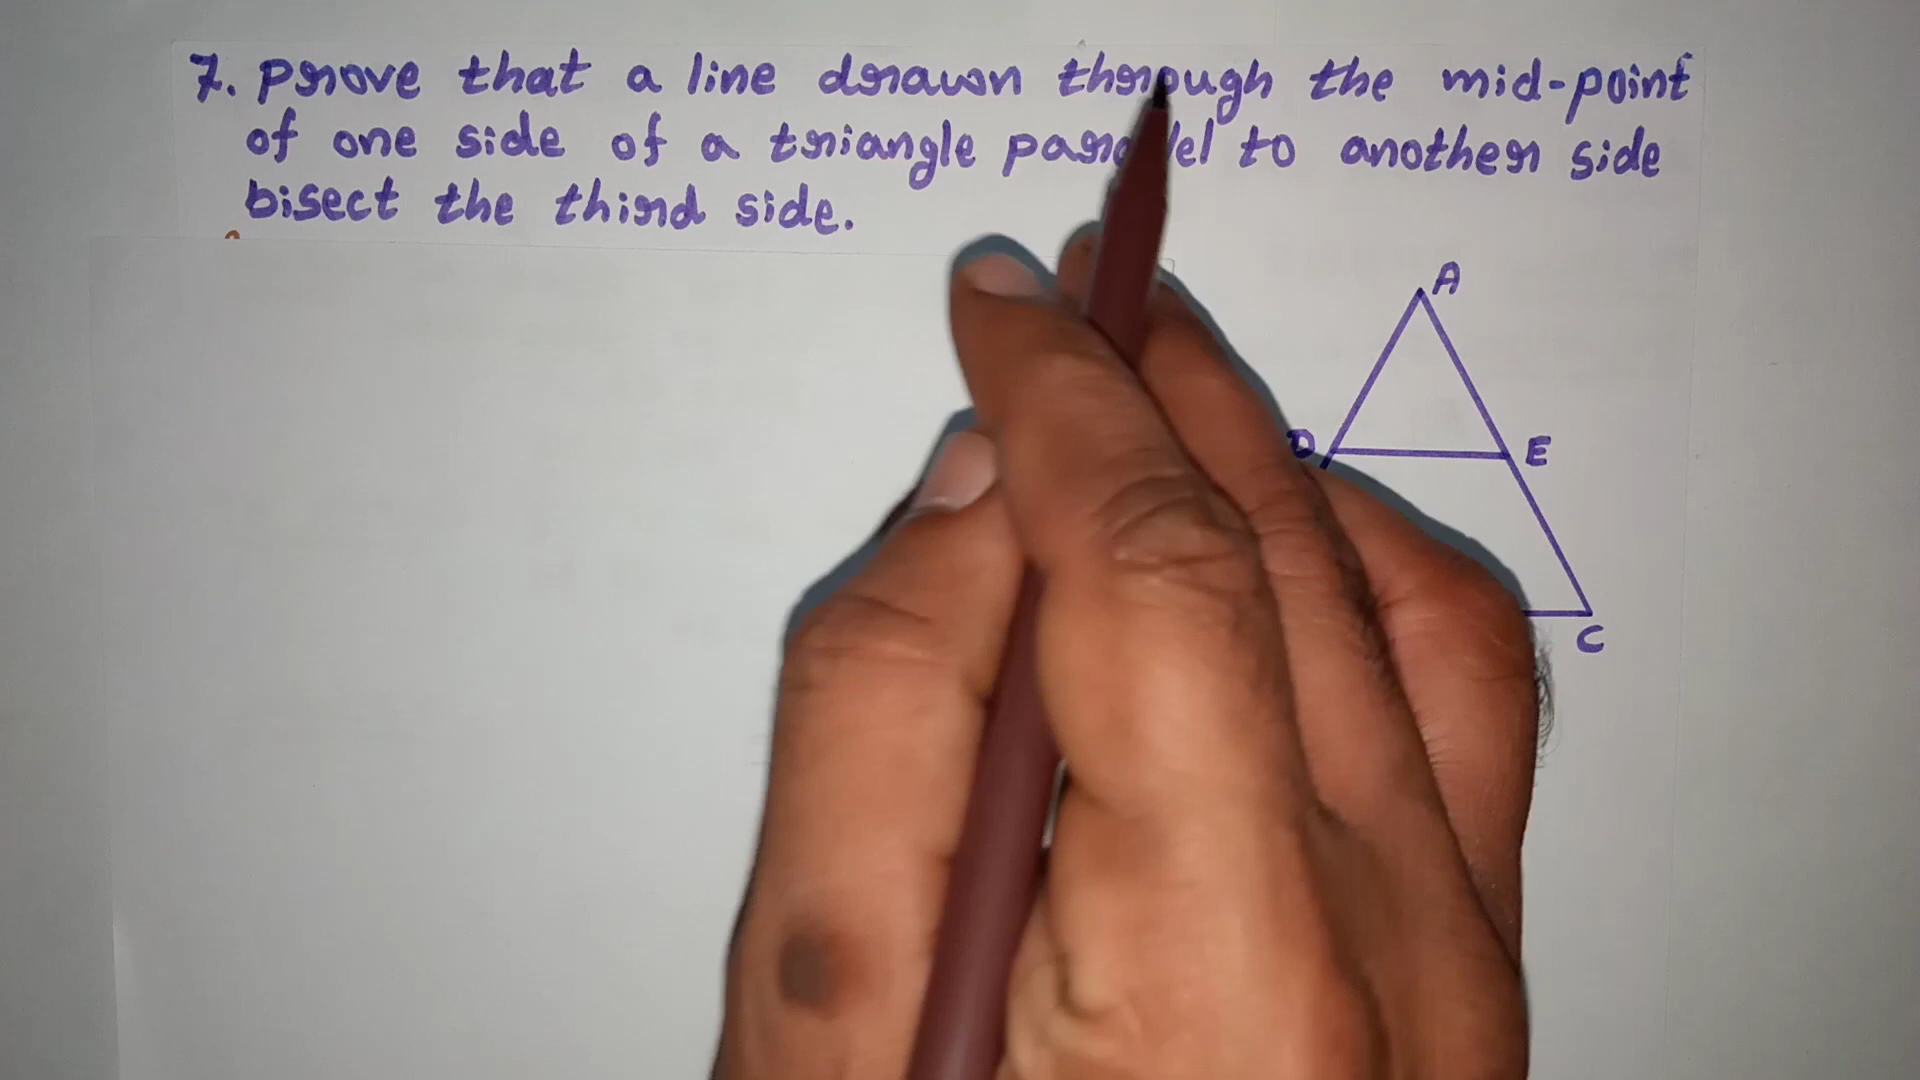 7. Prove that a line drawn through the mid-point
of one side of a triangle parallel to another side
bisect the third side.
A
D E
C